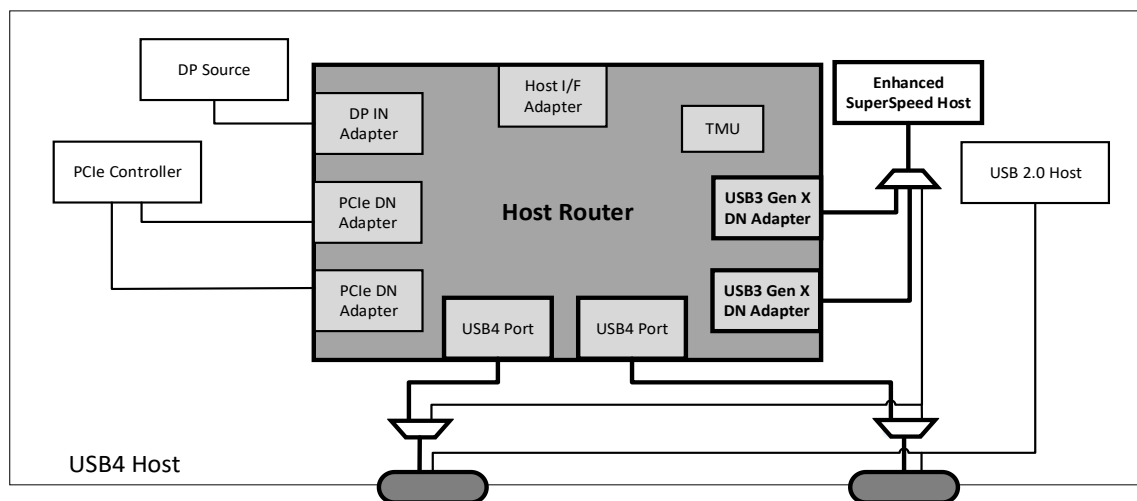 DP Source
Host I/F
Adapter
Enhanced
SuperSpeed Host
DP IN
Adapter
TMU
PCIe Controller
USB 2.0 Host
PCIe DN
Adapter
Host Router
USB3 Gen X
DN Adapter
PCIe DN
Adapter
USB3 Gen X
DN Adapter
USB4 Port
USB4 Port
USB4 Host